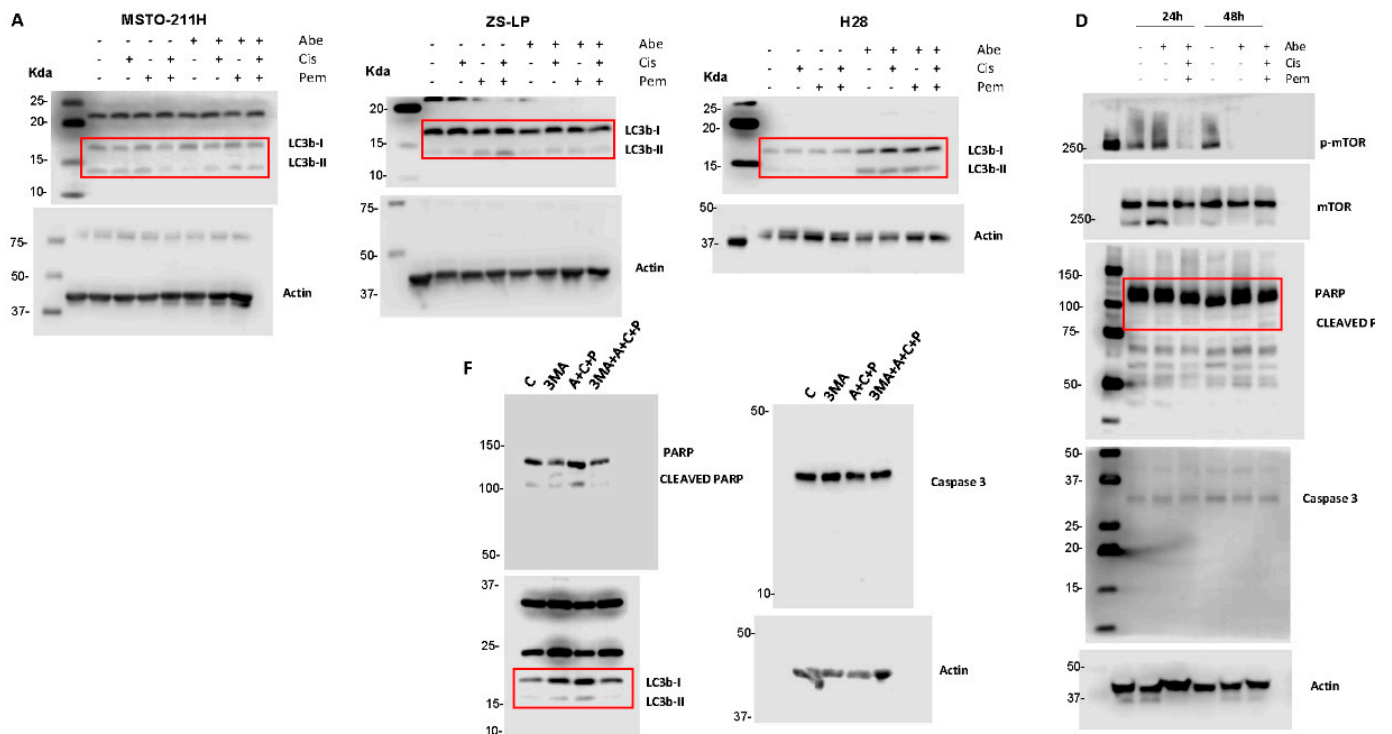 A
MSTO-211H
- - - - + + + + Abe
- + - + - + - + Cis
- - + + - - + + Pem
Kda
25-
20-
15-
10-
LC3b-I
LC3b-II
75-
50-
37-
Actin
ZS-LP
- - - - + + + + Abe
- + - + - + - + Cis
- - + + - - + + Pem
Kda
20-
15-
10-
LC3b-I
LC3b-II
75-
50-
37-
Actin
H28
- - - - + + + + Abe
- + - + - + - + Cis
- - + + - - + + Pem
Kda
25-
20-
15-
10-
LC3b-I
LC3b-II
50-
37-
Actin
D
24h 48h
- + + - + + Abe
+ + Cis
+ + Pem
250-
p-mTOR
250-
mTOR
150-
100-
75-
50-
PARP
CLEAVED P
50-
37-
25-
20-
15-
Caspase 3
50-
37-
Actin
F
C 3MA A+C+P 3MA+A+C+P
150-
100-
50-
PARP
CLEAVED PARP
37-
25-
15-
10-
LC3b-I
LC3b-II
C 3MA A+C+P 3MA+A+C+P
50-
10-
Caspase 3
50-
37-
Actin